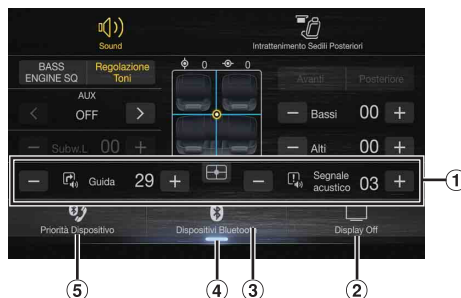 Sound
Intrattenimento Sedili Posteriori
BASS
ENGINE SQ
Regolazione
Toni
0
0
Avanti
Posteriore
AUX
< OFF >
− Bassi 00 +
− Subw.L 00 +
− Alti 00 +
− Guida 29 +
− Segnale
acustico 03 +
Priorità Dispositivo
Dispositivi Bluetooth
Display Off
1
5
4
3
2